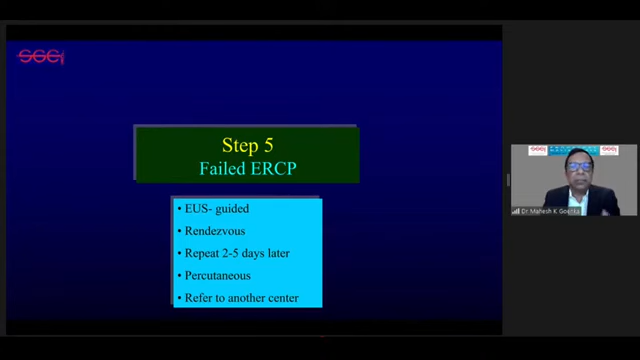 SGCi
Step 5
Failed ERCP
• EUS- guided
• Rendezvous
• Repeat 2-5 days later
• Percutaneous
• Refer to another center
Dr. Mahesh K Goenka